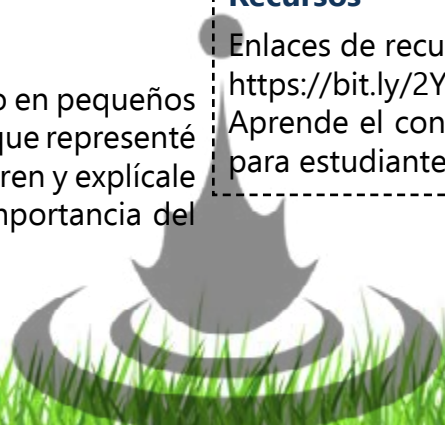 o en pequeños
que representé
ren y explícale
mportancia del
Recursos
Enlaces de recu
https://bit.ly/2Y
Aprende el con
para estudiante